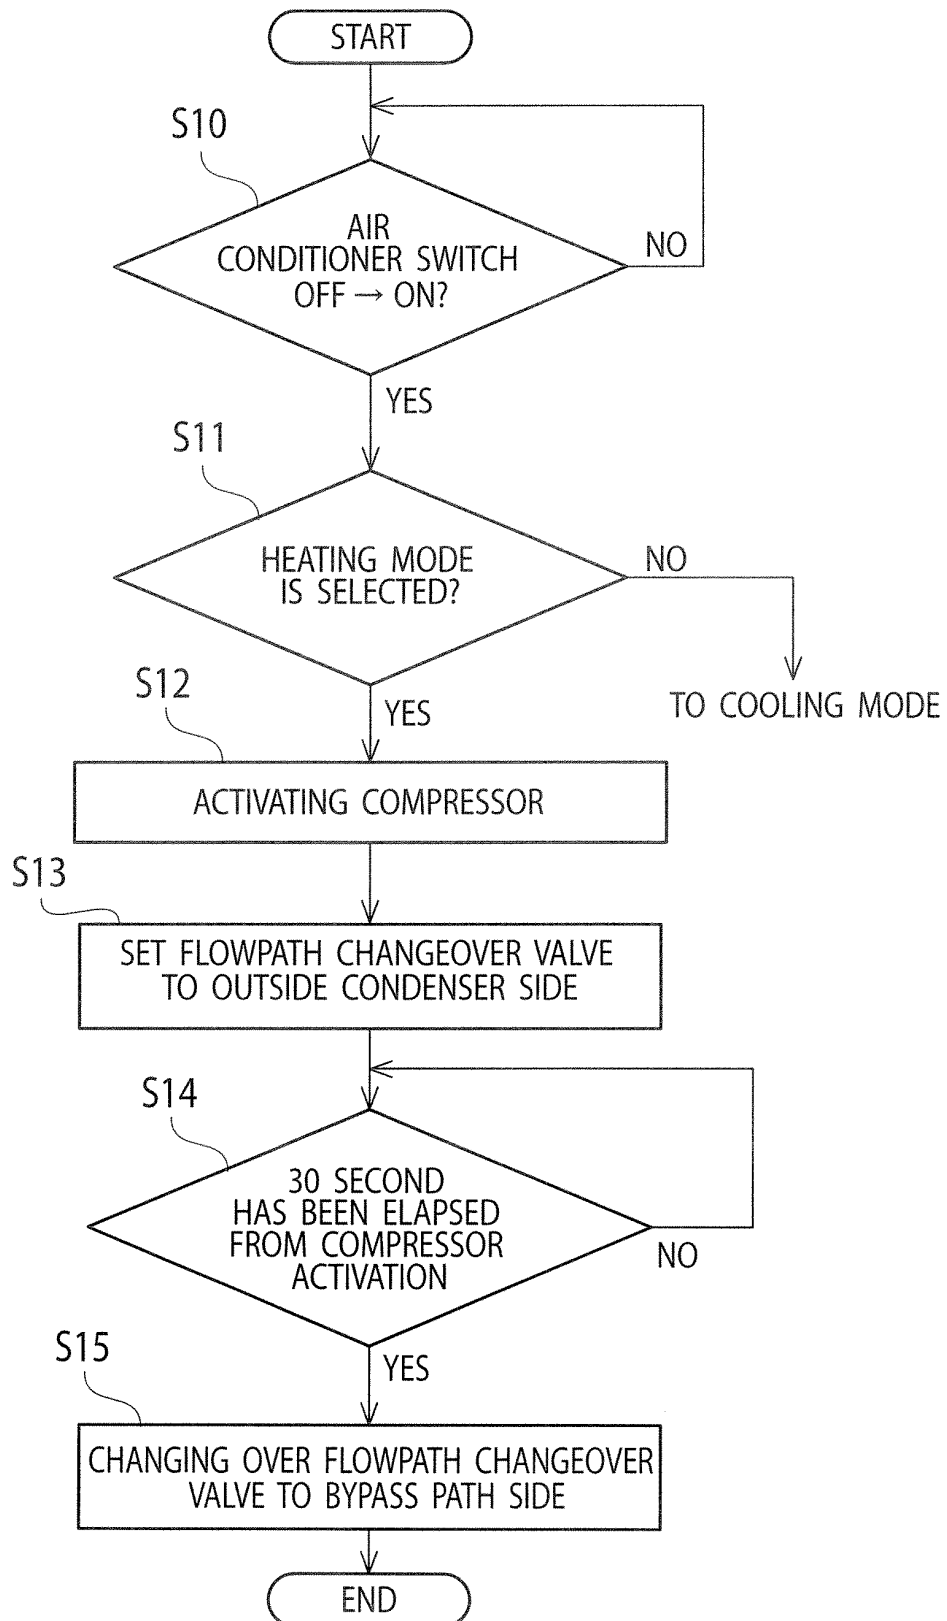 START
S10
AIR
CONDITIONER SWITCH
OFF → ON?
NO
YES
S11
HEATING MODE
IS SELECTED?
NO
TO COOLING MODE
S12
YES
ACTIVATING COMPRESSOR
S13
SET FLOWPATH CHANGEOVER VALVE
TO OUTSIDE CONDENSER SIDE
S14
30 SECOND
HAS BEEN ELAPSED
FROM COMPRESSOR
ACTIVATION
NO
S15
YES
CHANGING OVER FLOWPATH CHANGEOVER
VALVE TO BYPASS PATH SIDE
END